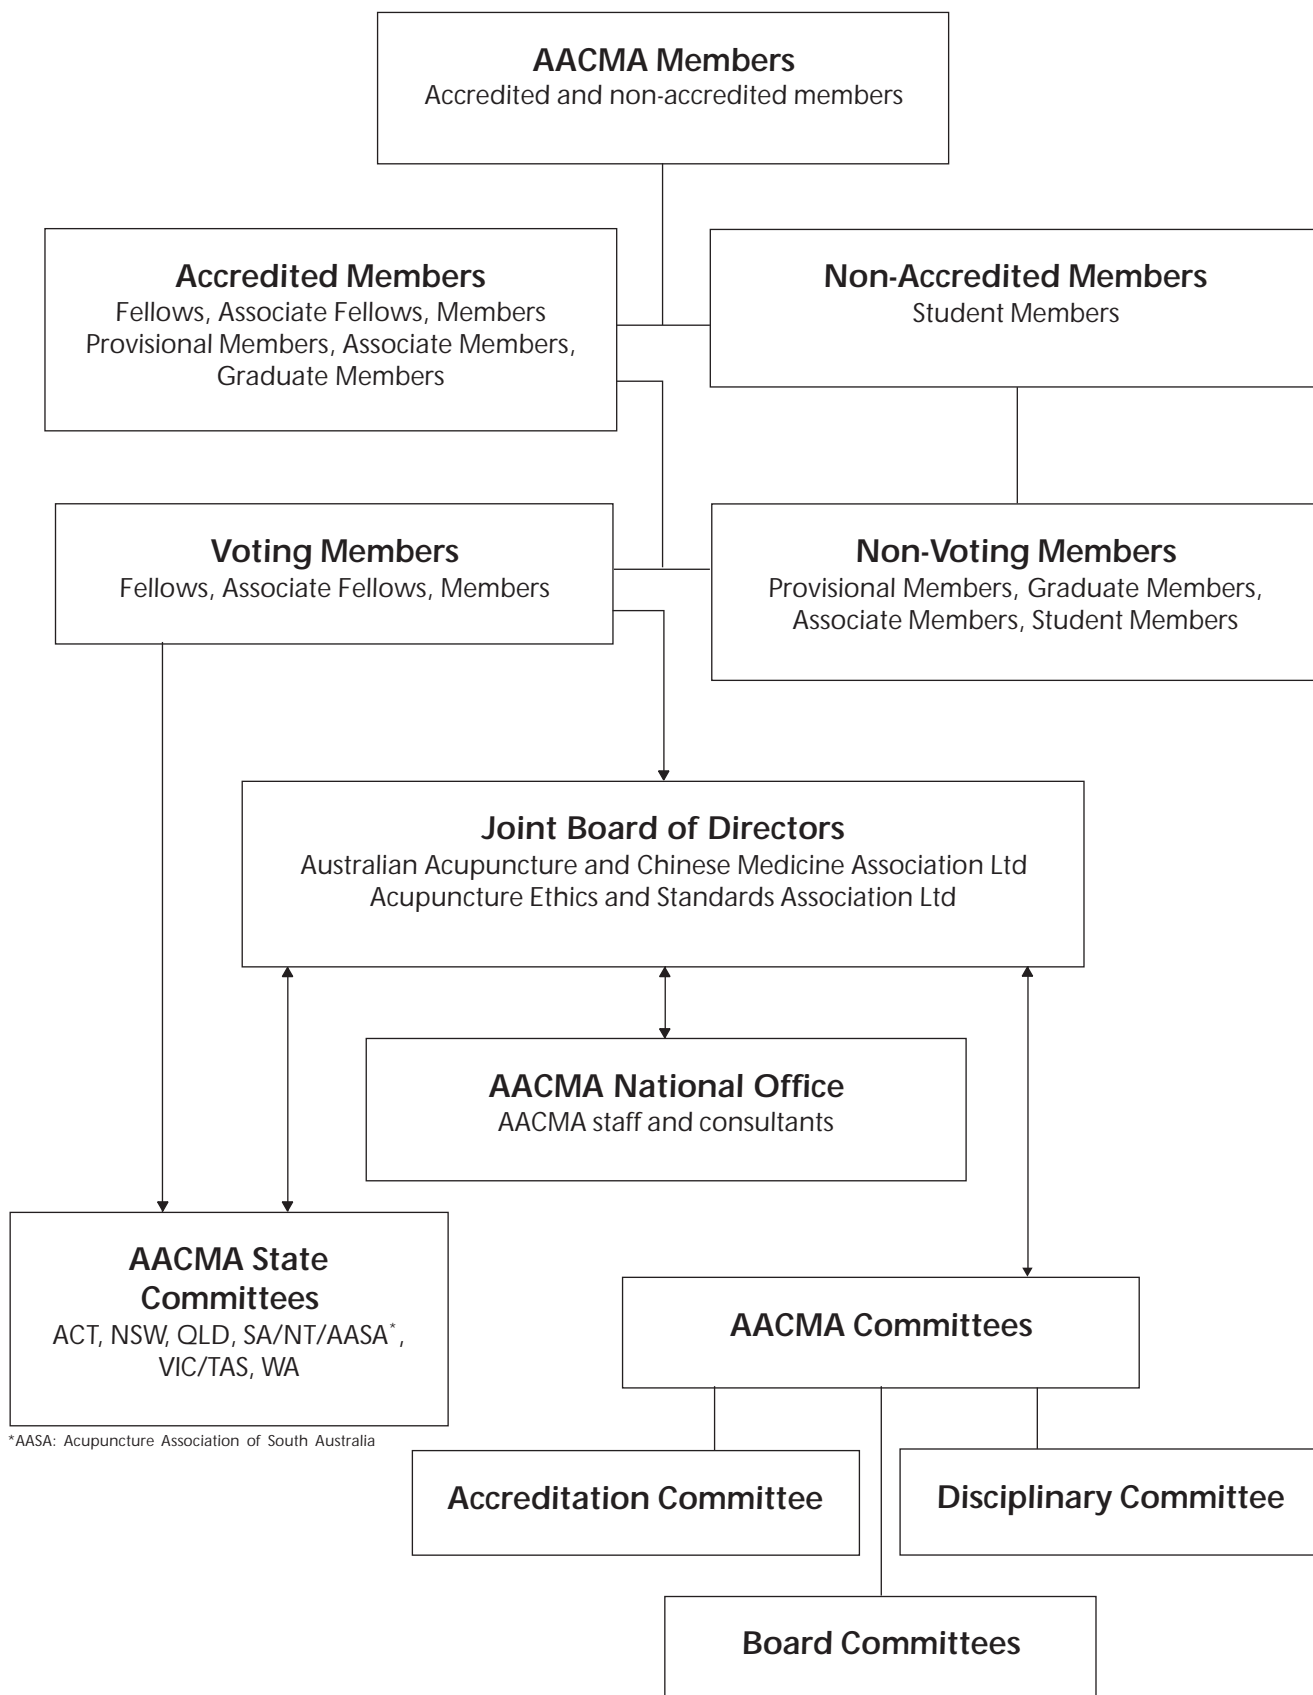 AACMA Members
Accredited and non-accredited members
Accredited Members
Fellows, Associate Fellows, Members
Provisional Members, Associate Members,
Graduate Members
Non-Accredited Members
Student Members
Voting Members
Fellows, Associate Fellows, Members
Non-Voting Members
Provisional Members, Graduate Members,
Associate Members, Student Members
Joint Board of Directors
Australian Acupuncture and Chinese Medicine Association Ltd
Acupuncture Ethics and Standards Association Ltd
AACMA National Office
AACMA staff and consultants
AACMA State
Committees
ACT, NSW, QLD, SA/NT/AASA*,
VIC/TAS, WA
*AASA: Acupuncture Association of South Australia
AACMA Committees
Accreditation Committee
Disciplinary Committee
Board Committees